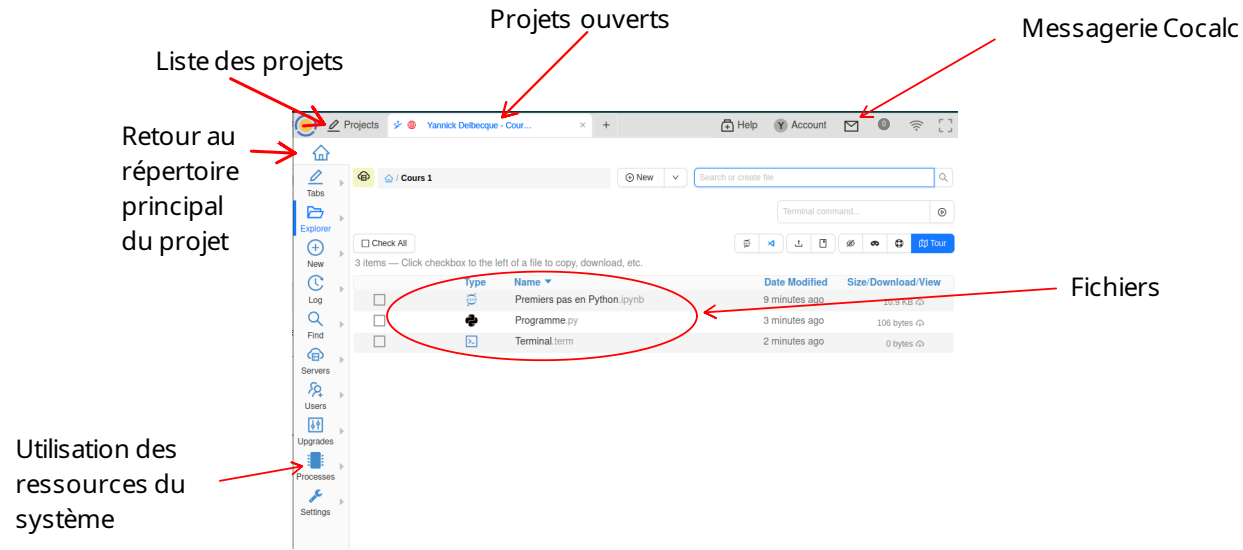 Projets ouverts
Messagerie Cocalc
Liste des projets
Retour au
répertoire
principal
du projet
Projects
Yannick Delbecque - Cour...
×
+
Help
Y Account
0
/ Cours 1
New
Search or create file
Tabs
Terminal command...
Explorer
Check All
Tour
New
3 items — Click checkbox to the left of a file to copy, download, etc.
Type Name Date Modified Size/Download/View
Log
Premiers pas en Python.ipynb 9 minutes ago 10.9 KB
Programme.py 3 minutes ago 106 bytes
Find
Terminal.term 2 minutes ago 0 bytes
Fichiers
Servers
Users
Upgrades
Processes
Settings
Utilisation des
ressources du
système